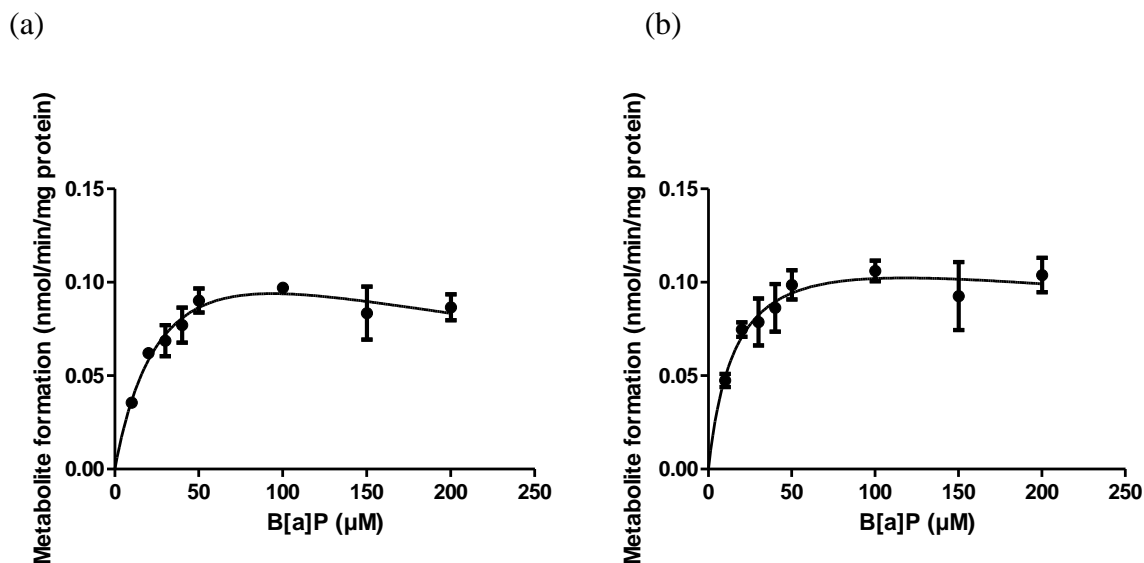 (a)
(b)
Metabolite formation (nmol/min/mg protein)
0.15
0.10
0.05
0.00
0 50 100 150 200 250
B[a]P (µM)
Metabolite formation (nmol/min/mg protein)
0.15
0.10
0.05
0.00
0 50 100 150 200 250
B[a]P (µM)